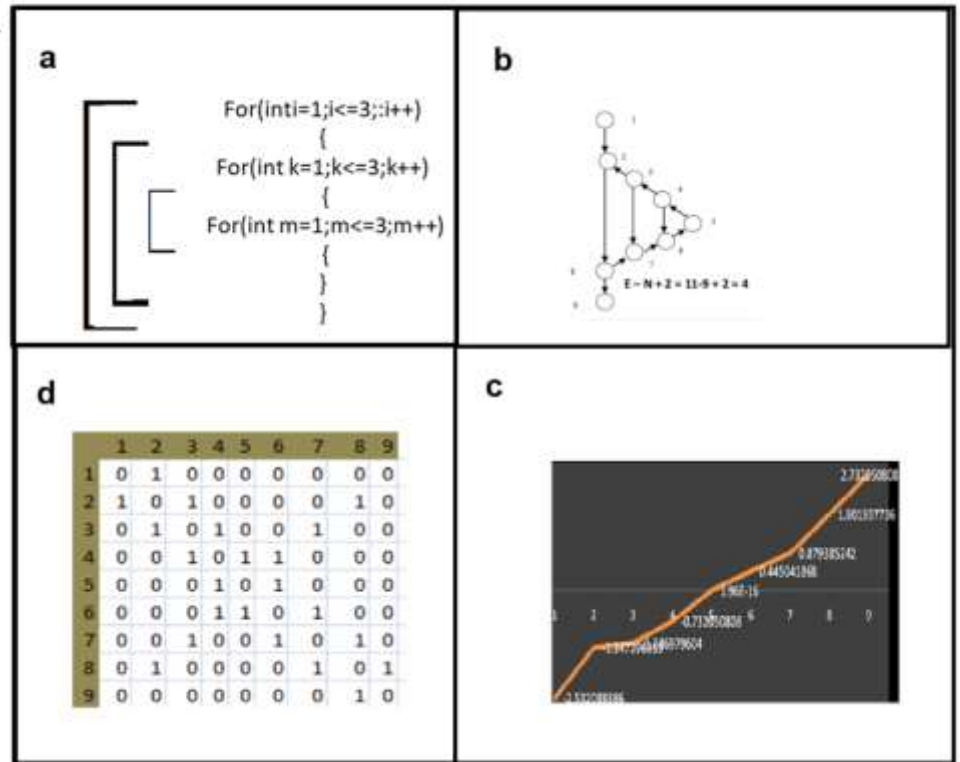 a
For(inti=1;i<=3;:i++)
{
For(int k=1;k<=3;k++)
{
For(int m=1;m<=3;m++)
{
}
}
b
1
2
7
E – N + 2 = 11-9 + 2 = 4
d
1 2 3 4 5 6 7 8 9
1 0 1 0 0 0 0 0 0 0
2 1 0 1 0 0 0 0 1 0
3 0 1 0 1 0 0 1 0 0
4 0 0 1 0 1 1 0 0 0
5 0 0 0 1 0 1 0 0 0
6 0 0 0 1 1 0 1 0 0
7 0 0 1 0 0 1 0 1 0
8 0 1 0 0 0 0 1 0 1
9 0 0 0 0 0 0 0 1 0
c
2.732050808
1.801937736
0.879385242
0.445041868
2 3 6 7 8 9
-0.732050808